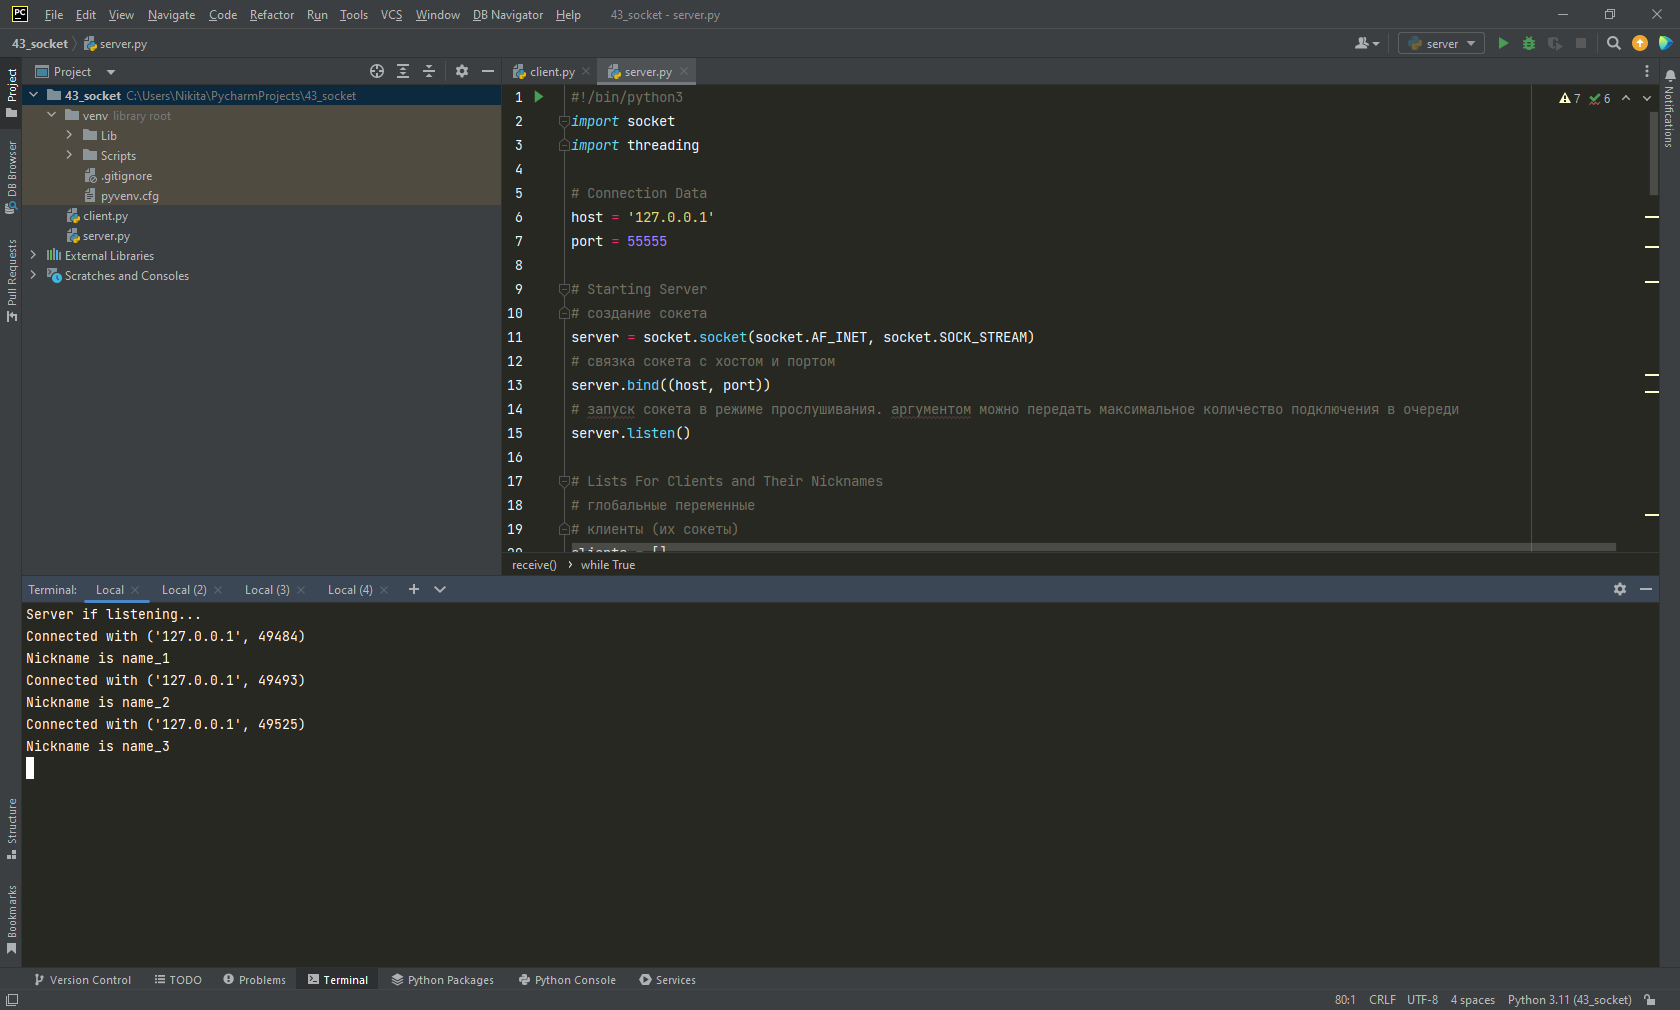 PC File Edit View Navigate Code Refactor Run Tools VCS Window DB Navigator Help 43_socket - server.py
43_socket server.py server
Project
client.py server.py
43_socket C:\Users\Nikita\PycharmProjects\43_socket
venv library root
Lib
Scripts
.gitignore
pyvenv.cfg
client.py
server.py
External Libraries
Scratches and Consoles
Project
DB Browser
Pull Requests
Structure
Bookmarks
Notifications
7 6
1 #!/bin/python3
2 import socket
3 import threading
4
5 # Connection Data
6 host = '127.0.0.1'
7 port = 55555
8
9 # Starting Server
10 # создание сокета
11 server = socket.socket(socket.AF_INET, socket.SOCK_STREAM)
12 # связка сокета с хостом и портом
13 server.bind((host, port))
14 # запуск сокета в режиме прослушивания. аргументом можно передать максимальное количество подключения в очереди
15 server.listen()
16
17 # Lists For Clients and Their Nicknames
18 # глобальные переменные
19 # клиенты (их сокеты)
20 clients = []
receive() while True
Terminal: Local Local (2) Local (3) Local (4)
Server if listening...
Connected with ('127.0.0.1', 49484)
Nickname is name_1
Connected with ('127.0.0.1', 49493)
Nickname is name_2
Connected with ('127.0.0.1', 49525)
Nickname is name_3
Version Control TODO Problems Terminal Python Packages Python Console Services
80:1 CRLF UTF-8 4 spaces Python 3.11 (43_socket)